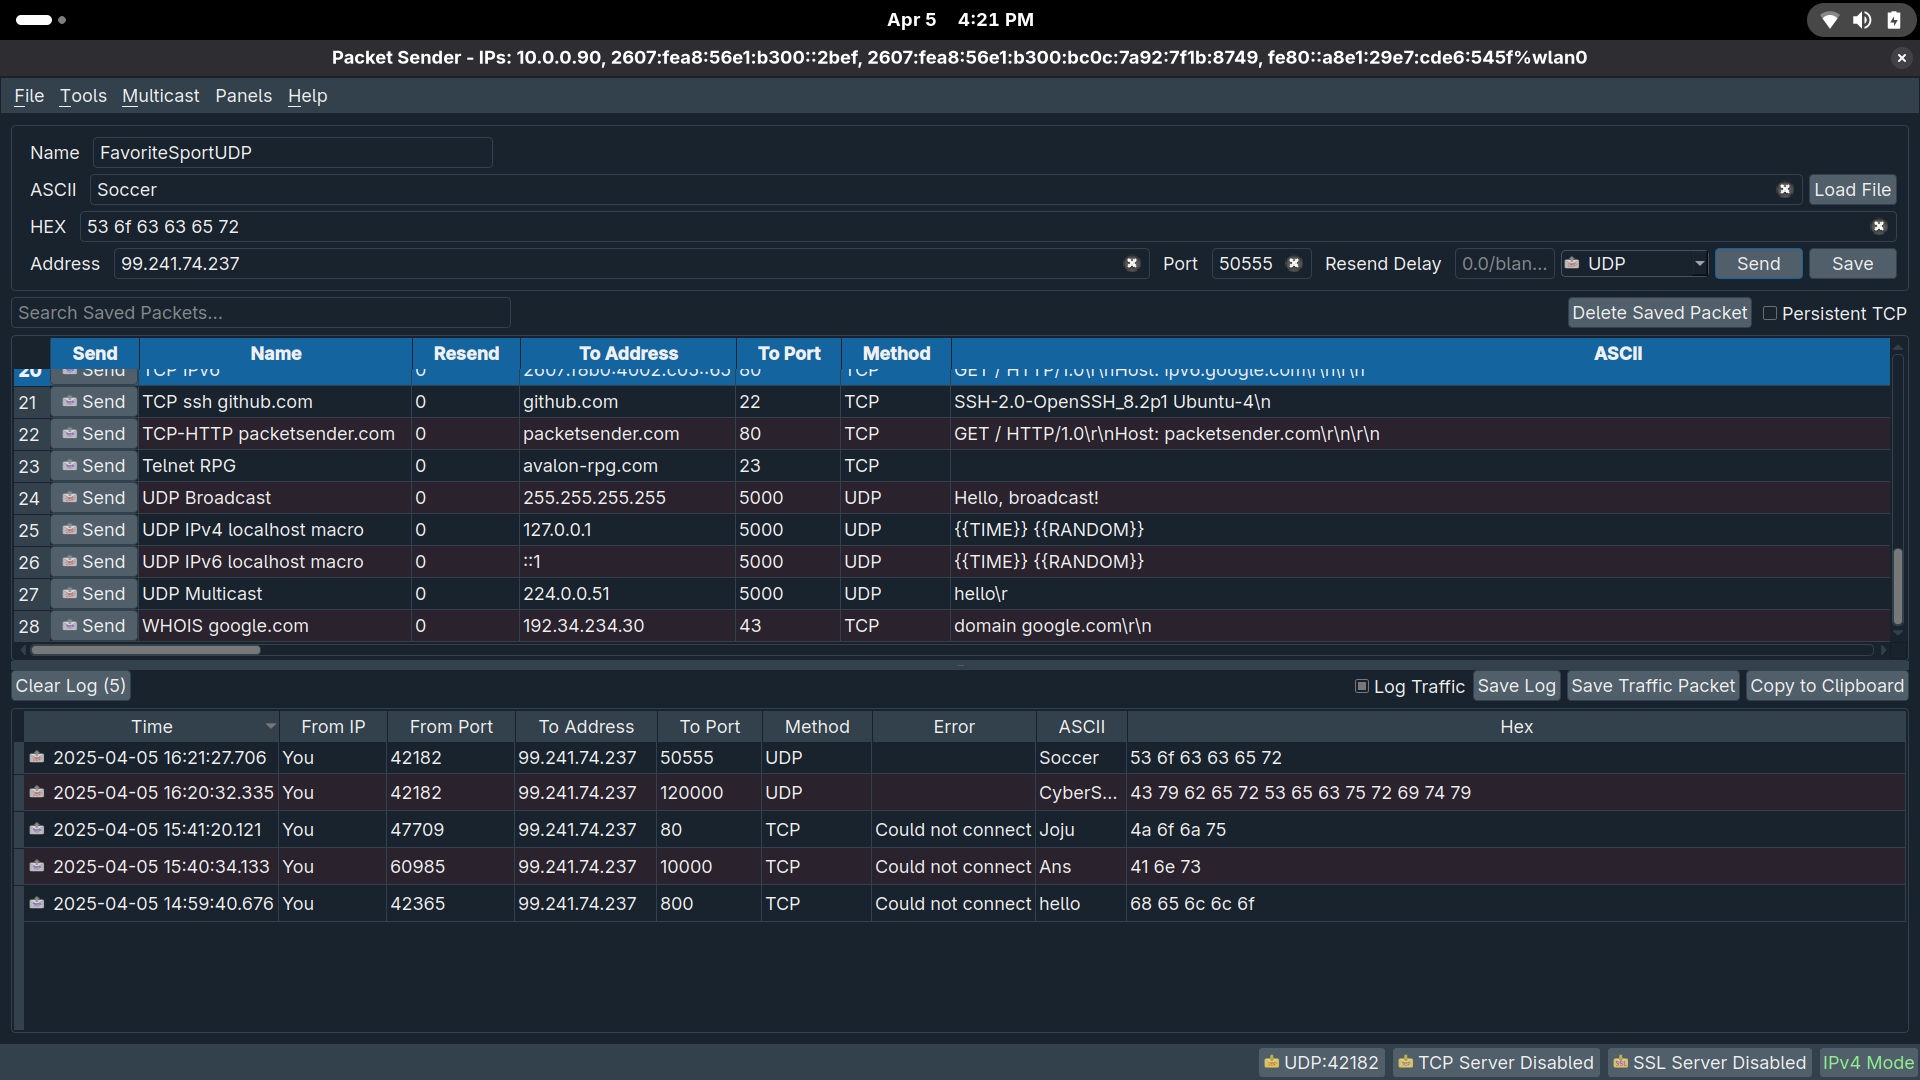 Apr 5 4:21 PM
Packet Sender - IPs: 10.0.0.90, 2607:fea8:56e1:b300::2bef, 2607:fea8:56e1:b300:bc0c:7a92:7f1b:8749, fe80::a8e1:29e7:cde6:545f%wlan0
File Tools Multicast Panels Help
Name FavoriteSportUDP
ASCII Soccer Load File
HEX 53 6f 63 63 65 72
Address 99.241.74.237 Port 50555 Resend Delay 0.0/blan... UDP Send Save
Search Saved Packets... Delete Saved Packet Persistent TCP
Send Name Resend To Address To Port Method ASCII
20 Send TCP IPv6 0 2607:f8b0:4002:c05::65 80 TCP GET / HTTP/1.0\r\nHost: ipv6.google.com\r\n\r\n
21 Send TCP ssh github.com 0 github.com 22 TCP SSH-2.0-OpenSSH_8.2p1 Ubuntu-4\n
22 Send TCP-HTTP packetsender.com 0 packetsender.com 80 TCP GET / HTTP/1.0\r\nHost: packetsender.com\r\n\r\n
23 Send Telnet RPG 0 avalon-rpg.com 23 TCP
24 Send UDP Broadcast 0 255.255.255.255 5000 UDP Hello, broadcast!
25 Send UDP IPv4 localhost macro 0 127.0.0.1 5000 UDP {{TIME}} {{RANDOM}}
26 Send UDP IPv6 localhost macro 0 ::1 5000 UDP {{TIME}} {{RANDOM}}
27 Send UDP Multicast 0 224.0.0.51 5000 UDP hello\r
28 Send WHOIS google.com 0 192.34.234.30 43 TCP domain google.com\r\n
Clear Log (5) Log Traffic Save Log Save Traffic Packet Copy to Clipboard
Time From IP From Port To Address To Port Method Error ASCII Hex
2025-04-05 16:21:27.706 You 42182 99.241.74.237 50555 UDP Soccer 53 6f 63 63 65 72
2025-04-05 16:20:32.335 You 42182 99.241.74.237 120000 UDP CyberS... 43 79 62 65 72 53 65 63 75 72 69 74 79
2025-04-05 15:41:20.121 You 47709 99.241.74.237 80 TCP Could not connect Joju 4a 6f 6a 75
2025-04-05 15:40:34.133 You 60985 99.241.74.237 10000 TCP Could not connect Ans 41 6e 73
2025-04-05 14:59:40.676 You 42365 99.241.74.237 800 TCP Could not connect hello 68 65 6c 6c 6f
UDP:42182 TCP Server Disabled SSL Server Disabled IPv4 Mode